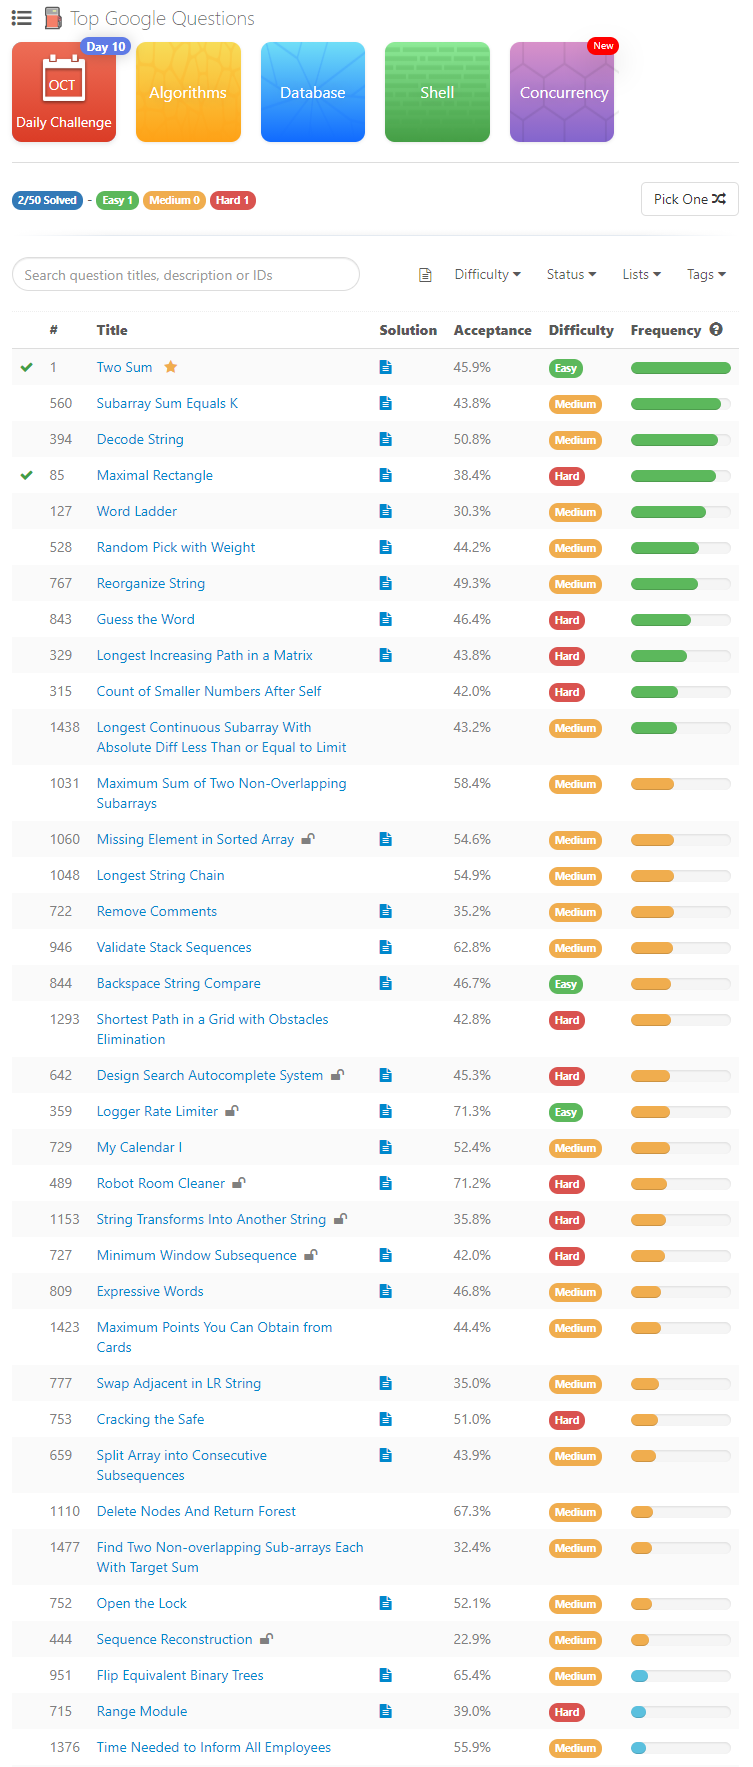 Top Google Questions
Day 10
OCT
Daily Challenge
Algorithms
Database
Shell
New
Concurrency
2/50 Solved - Easy 1 Medium 0 Hard 1
Pick One
Search question titles, description or IDs
Difficulty Status Lists Tags
# Title Solution Acceptance Difficulty Frequency
1 Two Sum 45.9% Easy
560 Subarray Sum Equals K 43.8% Medium
394 Decode String 50.8% Medium
85 Maximal Rectangle 38.4% Hard
127 Word Ladder 30.3% Medium
528 Random Pick with Weight 44.2% Medium
767 Reorganize String 49.3% Medium
843 Guess the Word 46.4% Hard
329 Longest Increasing Path in a Matrix 43.8% Hard
315 Count of Smaller Numbers After Self 42.0% Hard
1438 Longest Continuous Subarray With 43.2% Medium
Absolute Diff Less Than or Equal to Limit
1031 Maximum Sum of Two Non-Overlapping 58.4% Medium
Subarrays
1060 Missing Element in Sorted Array 54.6% Medium
1048 Longest String Chain 54.9% Medium
722 Remove Comments 35.2% Medium
946 Validate Stack Sequences 62.8% Medium
844 Backspace String Compare 46.7% Easy
1293 Shortest Path in a Grid with Obstacles 42.8% Hard
Elimination
642 Design Search Autocomplete System 45.3% Hard
359 Logger Rate Limiter 71.3% Easy
729 My Calendar I 52.4% Medium
489 Robot Room Cleaner 71.2% Hard
1153 String Transforms Into Another String 35.8% Hard
727 Minimum Window Subsequence 42.0% Hard
809 Expressive Words 46.8% Medium
1423 Maximum Points You Can Obtain from 44.4% Medium
Cards
777 Swap Adjacent in LR String 35.0% Medium
753 Cracking the Safe 51.0% Hard
659 Split Array into Consecutive 43.9% Medium
Subsequences
1110 Delete Nodes And Return Forest 67.3% Medium
1477 Find Two Non-overlapping Sub-arrays Each 32.4% Medium
With Target Sum
752 Open the Lock 52.1% Medium
444 Sequence Reconstruction 22.9% Medium
951 Flip Equivalent Binary Trees 65.4% Medium
715 Range Module 39.0% Hard
1376 Time Needed to Inform All Employees 55.9% Medium